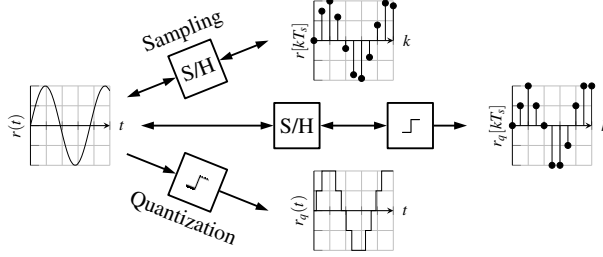 Sampling
S/H
r[kT_s]
k
r(t)
t
S/H
r_q[kT_s]
Quantization
r_q(t)
t